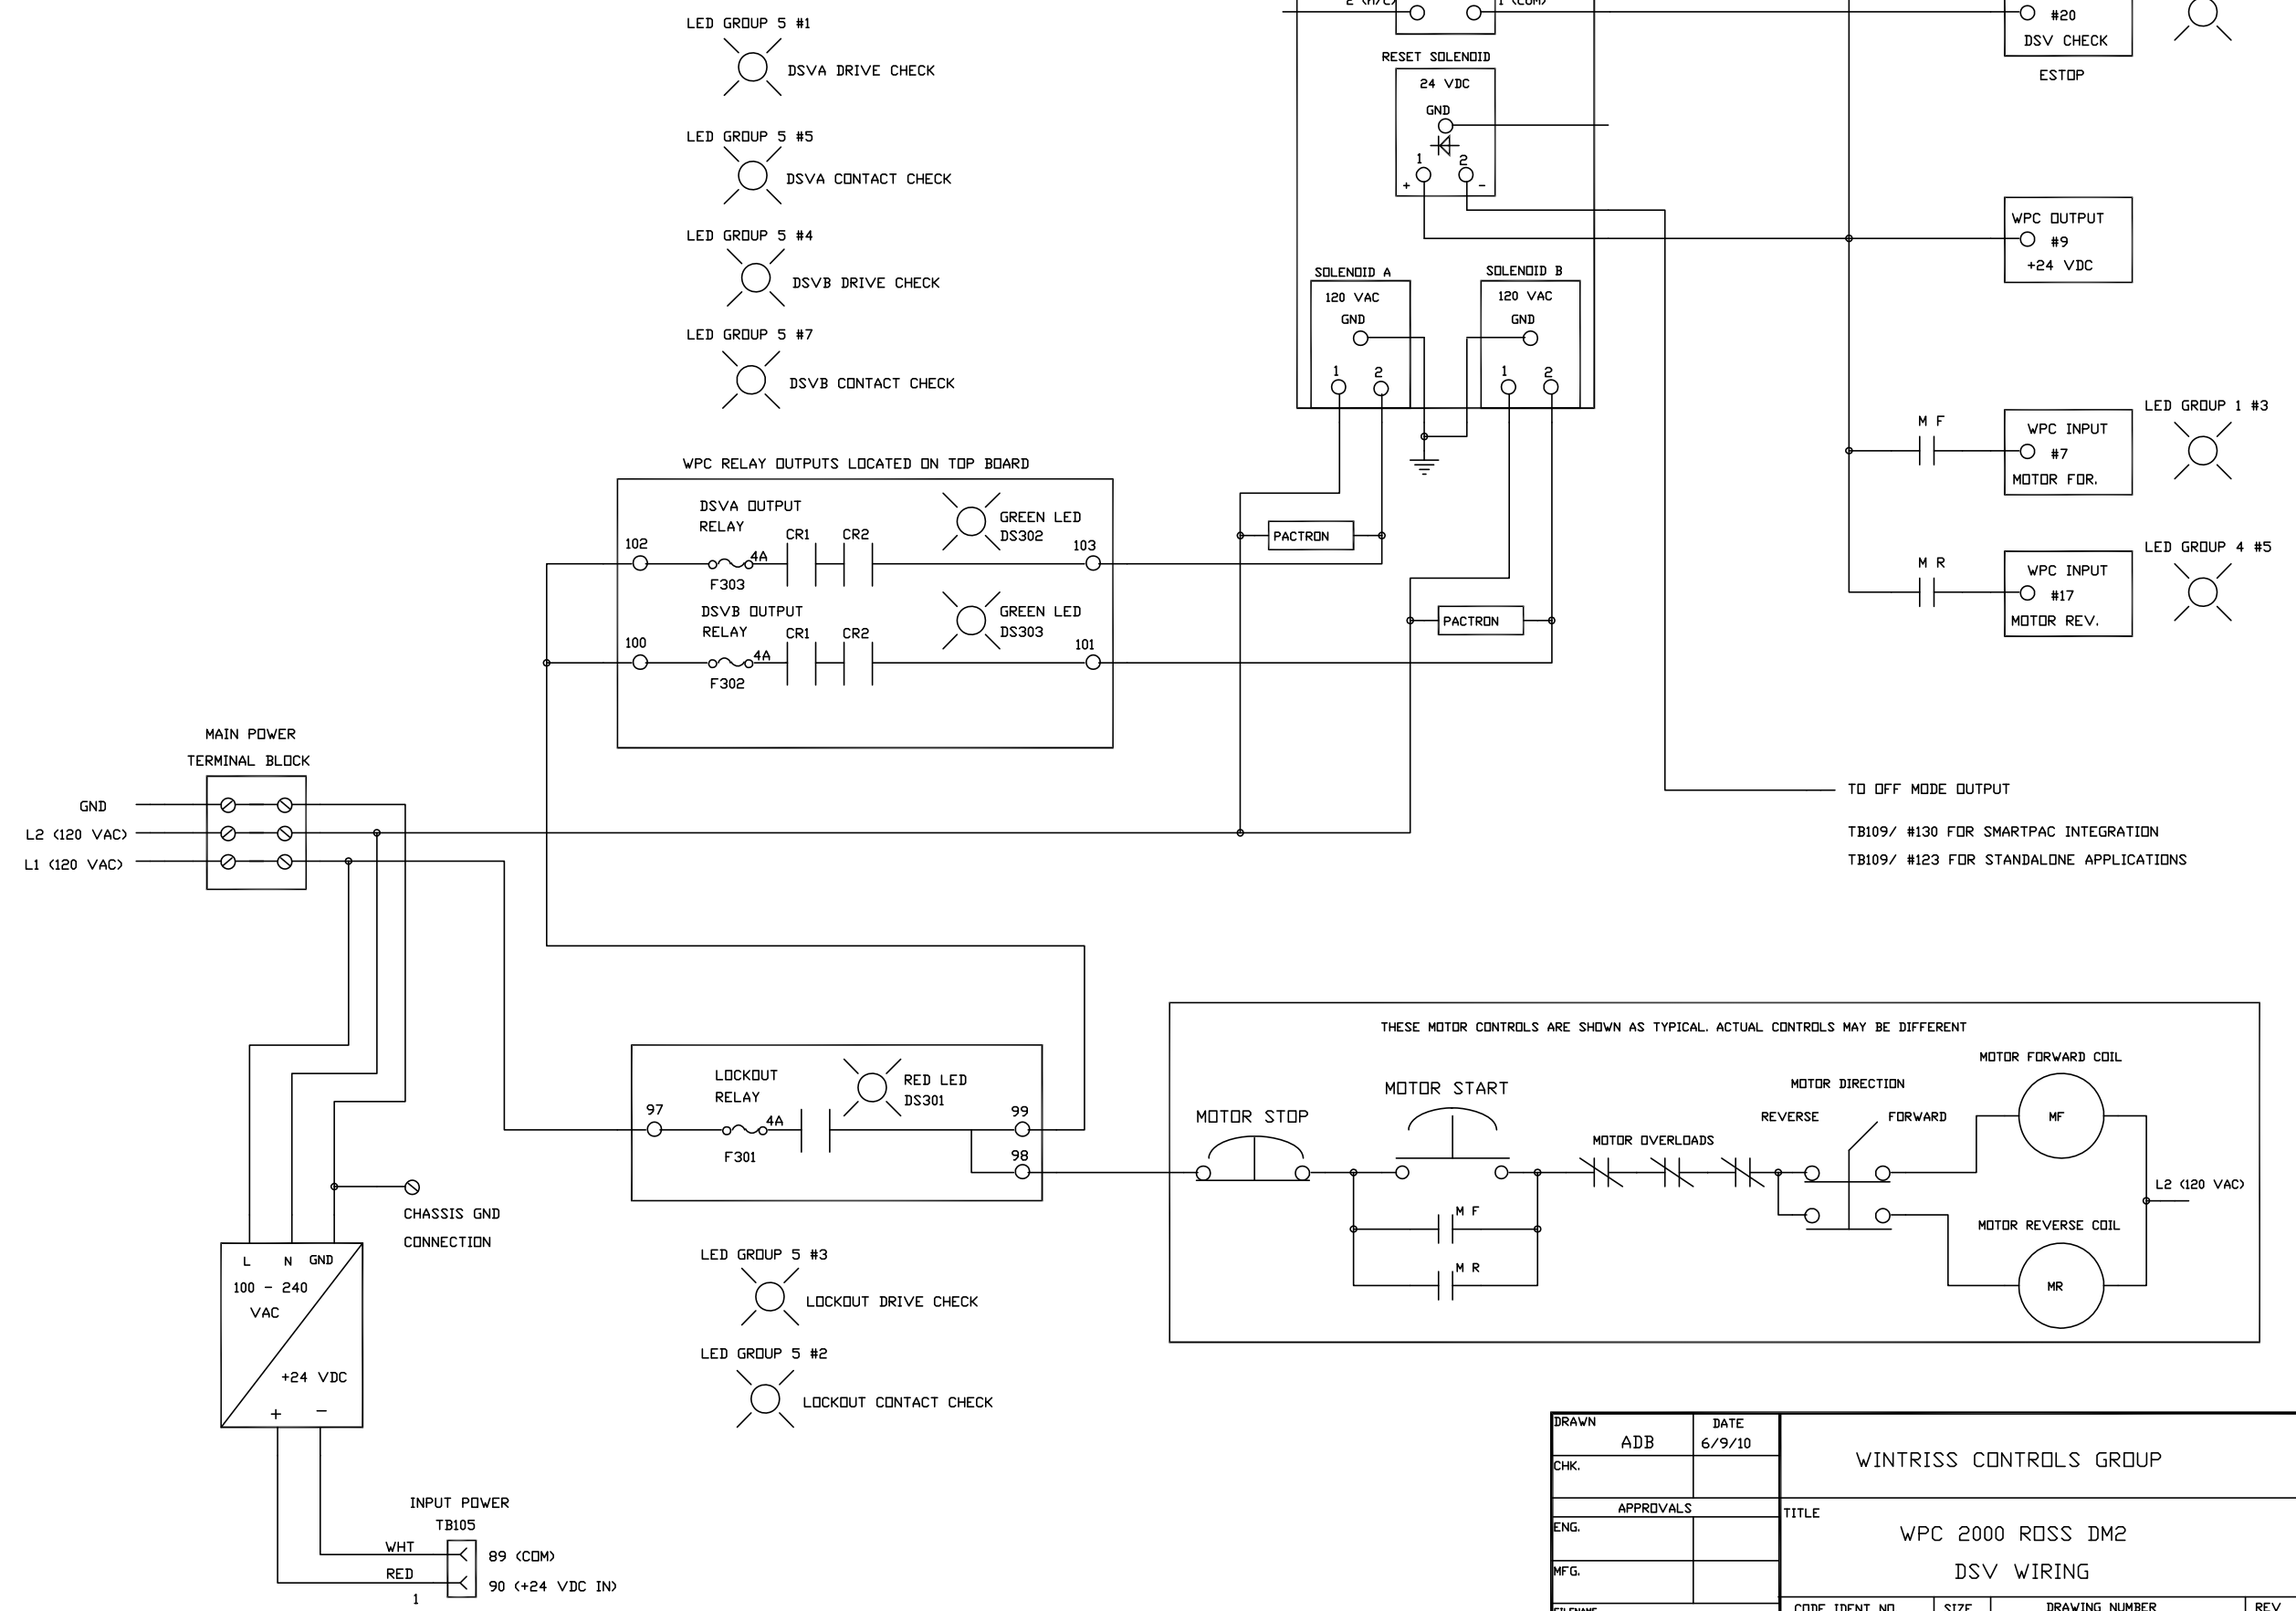 LED GROUP 5 #1
DSVA DRIVE CHECK
LED GROUP 5 #5
DSVA CONTACT CHECK
LED GROUP 5 #4
DSVB DRIVE CHECK
LED GROUP 5 #7
DSVB CONTACT CHECK
1 (COM)
RESET SOLENOID
24 VDC
GND
1 2
+ -
#20
DSV CHECK
ESTOP
WPC OUTPUT
#9
+24 VDC
SOLENOID A
120 VAC
GND
1 2
SOLENOID B
120 VAC
GND
1 2
LED GROUP 1 #3
M F
WPC INPUT
#7
MOTOR FOR.
LED GROUP 4 #5
M R
WPC INPUT
#17
MOTOR REV.
WPC RELAY OUTPUTS LOCATED ON TOP BOARD
DSVA OUTPUT
RELAY
102
4A
F303
CR1 CR2
GREEN LED
DS302
103
DSVB OUTPUT
RELAY
100
4A
F302
CR1 CR2
GREEN LED
DS303
101
PACTRON
PACTRON
MAIN POWER
TERMINAL BLOCK
GND
L2 (120 VAC)
L1 (120 VAC)
TO OFF MODE OUTPUT
TB109/ #130 FOR SMARTPAC INTEGRATION
TB109/ #123 FOR STANDALONE APPLICATIONS
LOCKOUT
RELAY
97
4A
F301
RED LED
DS301
99
98
THESE MOTOR CONTROLS ARE SHOWN AS TYPICAL. ACTUAL CONTROLS MAY BE DIFFERENT
MOTOR STOP
MOTOR START
M F
M R
MOTOR OVERLOADS
MOTOR DIRECTION
REVERSE FORWARD
MOTOR FORWARD COIL
MF
L2 (120 VAC)
MOTOR REVERSE COIL
MR
CHASSIS GND
CONNECTION
L N GND
100 - 240
VAC
+24 VDC
+ -
LED GROUP 5 #3
LOCKOUT DRIVE CHECK
LED GROUP 5 #2
LOCKOUT CONTACT CHECK
INPUT POWER
TB105
WHT
89 (COM)
RED
90 (+24 VDC IN)
1
DRAWN
ADB
DATE
6/9/10
CHK.
APPROVALS
ENG.
MFG.
WINTRISS CONTROLS GROUP
TITLE
WPC 2000 ROSS DM2
DSV WIRING
CODE IDENT NO
SIZE
DRAWING NUMBER
REV